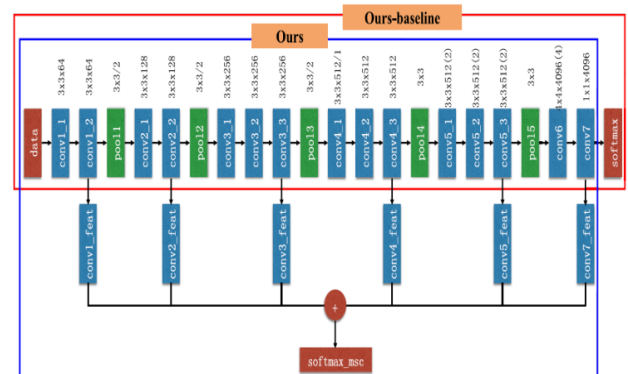 Ours-baseline
Ours
3x3x64
3x3x64
3x3/2
3x3x128
3x3x128
3x3/2
3x3x256
3x3x256
3x3x256
3x3/2
3x3x512/1
3x3x512
3x3x512
3x3
3x3x512(2)
3x3x512(2)
3x3x512(2)
3x3
4x4x4096(4)
1x1x4096
data
conv1_1
conv1_2
pool1
conv2_1
conv2_2
pool2
conv3_1
conv3_2
conv3_3
pool3
conv4_1
conv4_2
conv4_3
pool4
conv5_1
conv5_2
conv5_3
pool5
conv6
conv7
softmax
conv1_feat
conv2_feat
conv3_feat
conv4_feat
conv5_feat
conv7_feat
+
softmax_msc